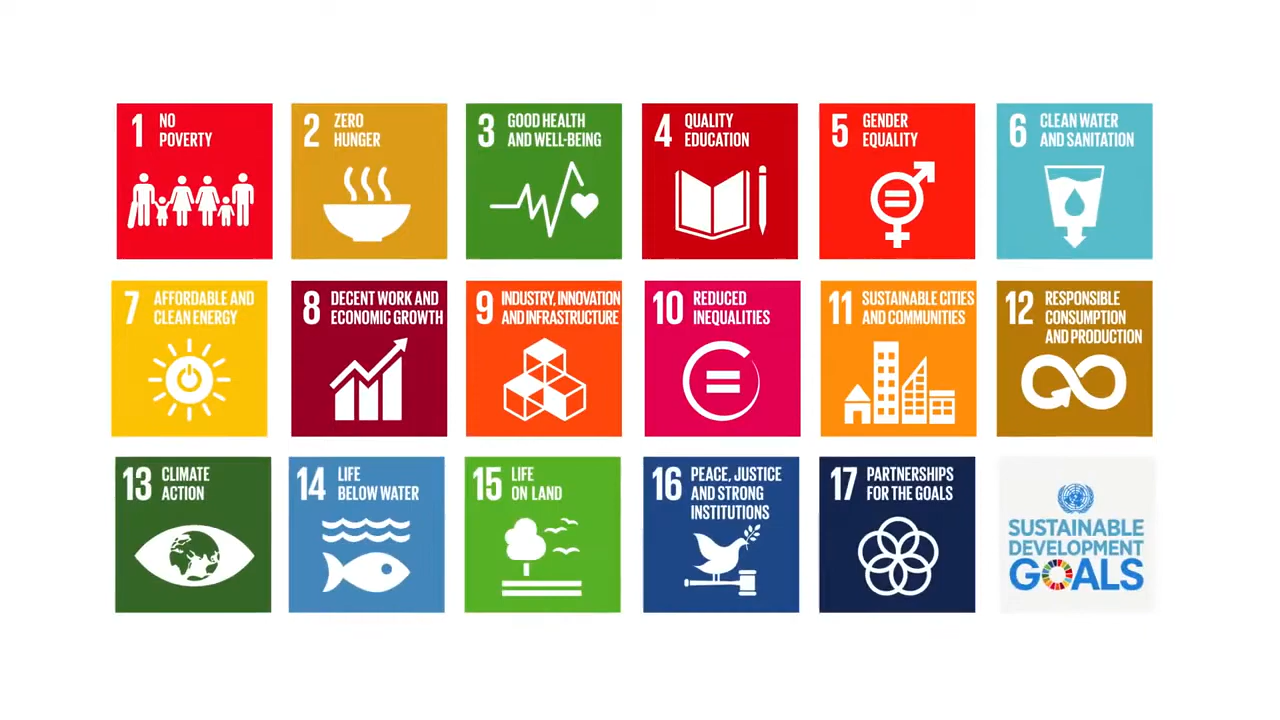 1 NO
POVERTY
2 ZERO
HUNGER
3 GOOD HEALTH
AND WELL-BEING
4 QUALITY
EDUCATION
5 GENDER
EQUALITY
6 CLEAN WATER
AND SANITATION
7 AFFORDABLE AND
CLEAN ENERGY
8 DECENT WORK AND
ECONOMIC GROWTH
9 INDUSTRY, INNOVATION
AND INFRASTRUCTURE
10 REDUCED
INEQUALITIES
11 SUSTAINABLE CITIES
AND COMMUNITIES
12 RESPONSIBLE
CONSUMPTION
AND PRODUCTION
13 CLIMATE
ACTION
14 LIFE
BELOW WATER
15 LIFE
ON LAND
16 PEACE, JUSTICE
AND STRONG
INSTITUTIONS
17 PARTNERSHIPS
FOR THE GOALS
SUSTAINABLE
DEVELOPMENT
GOALS